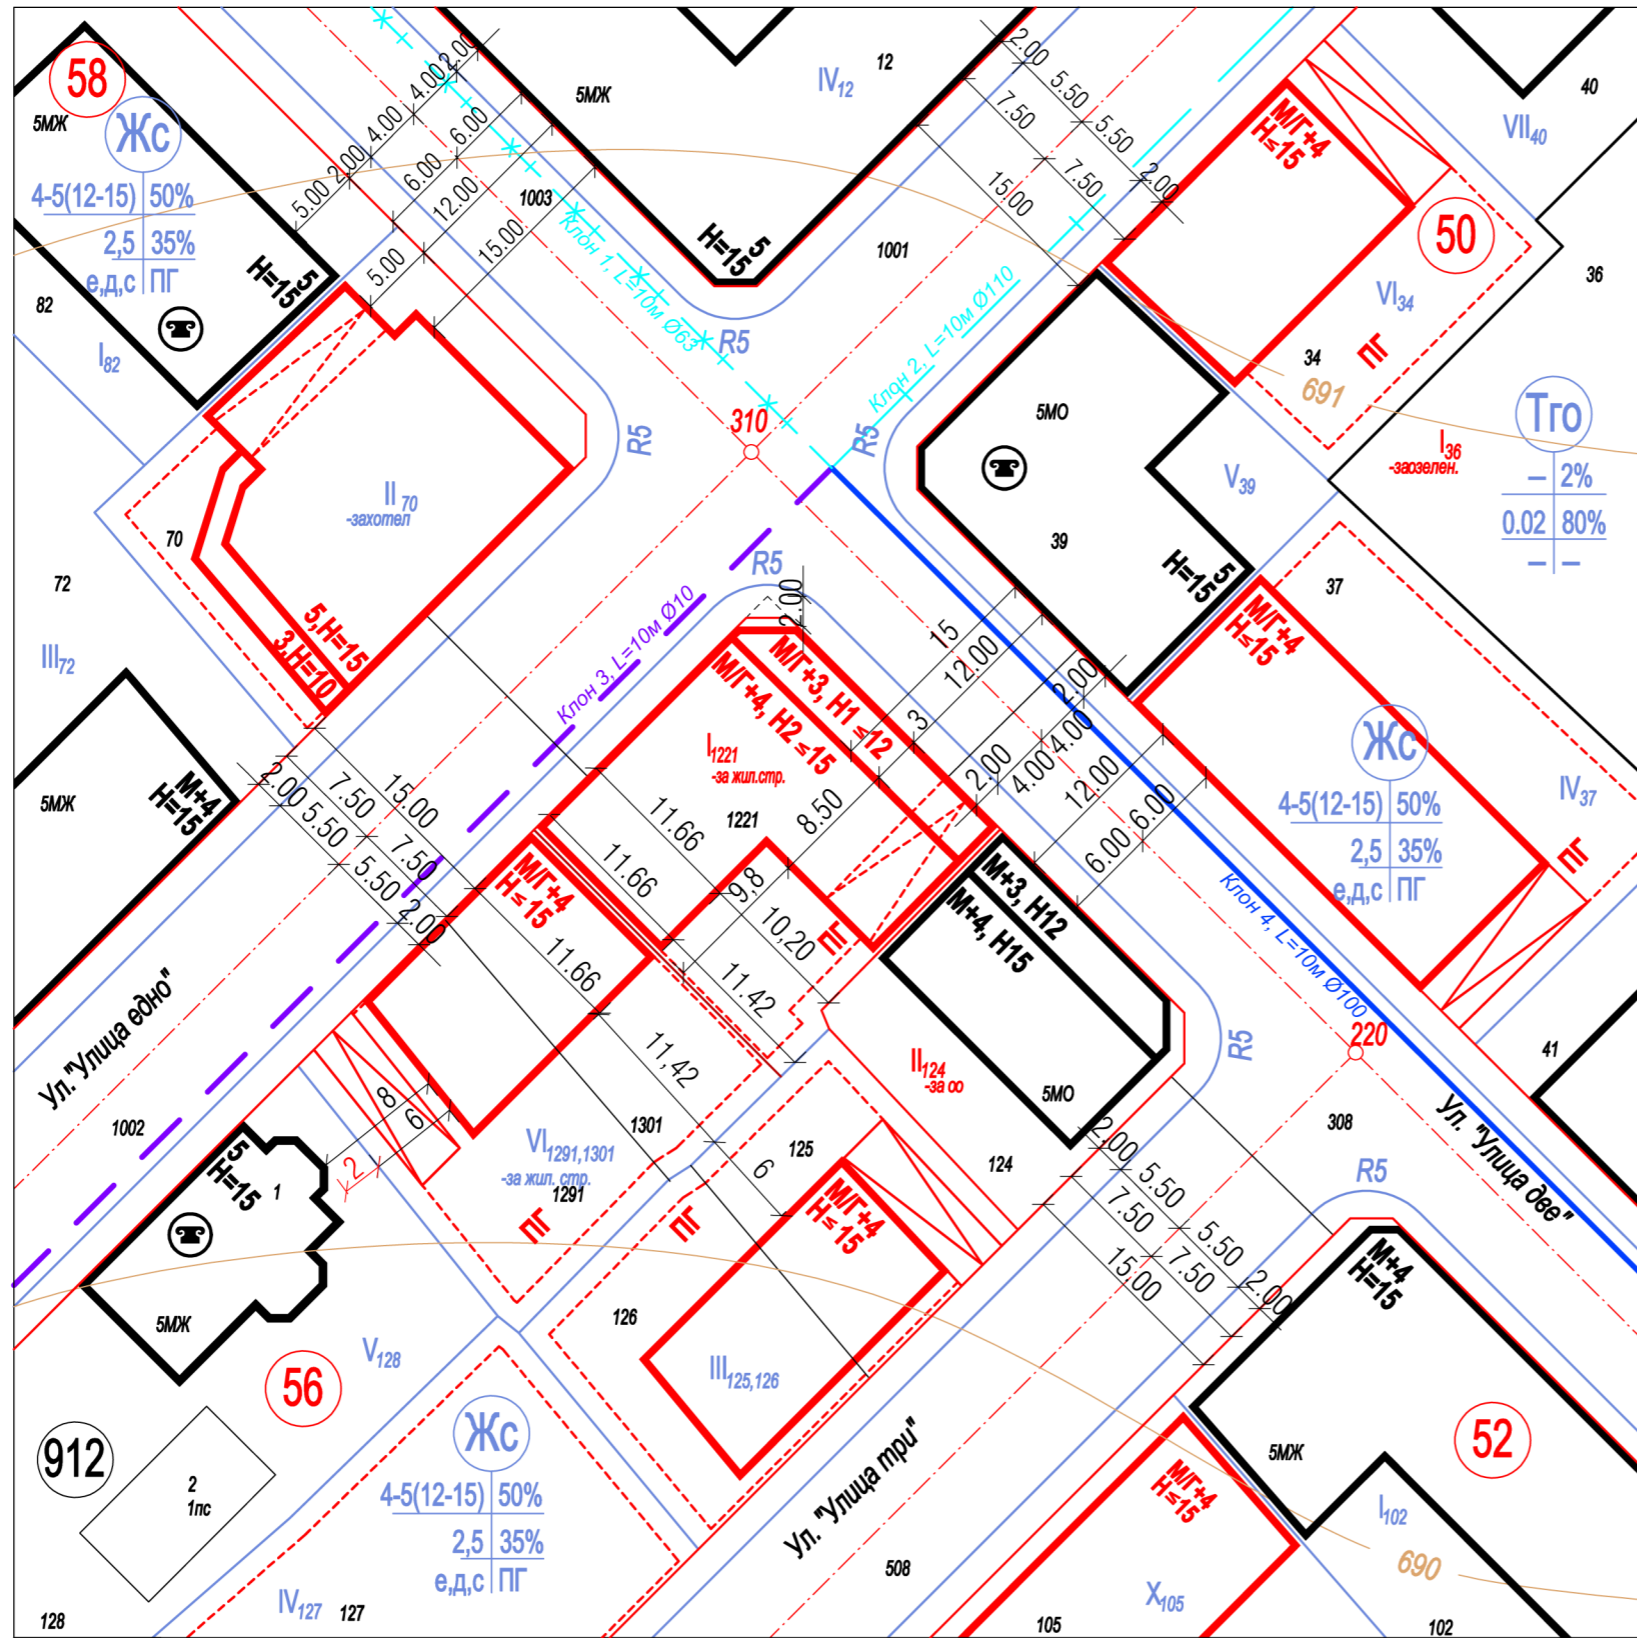 58
5МЖ
Жс
4-5(12-15) 50%
2,5 35%
е,д,с ПГ
5
H=15
82
I82
2.00
4.00
4.00
2.00
5.00
6.00
6.00
12.00
5.00
15.00
1003
5МЖ
IV12
12
5
H=15
1001
Клон 1, L=10м Ø63
R5
2.00
5.50
5.50
2.00
7.50
7.50
15.00
М/Г+4
H≤15
50
VII40
40
36
VI34
34
ПГ
691
Клон 2, L=10м Ø110
R5
310
R5
5МО
39
V39
5
H=15
I36
-заозелен.
Тго
– 2%
0.02 80%
– –
II 70
-захотел
70
5,H=15
3,H=10
72
III72
5МЖ
М+4
H=15
R5
2.00
Клон 3, L=10м Ø10
М/Г+3, H1 ≤12
М/Г+4, H2 ≤15
I1221
-за жил.стр.
1221
15
12.00
3
8.50
2.00
4.00
4.00
2.00
12.00
6.00
6.00
37
М/Г+4
H≤15
Жс
4-5(12-15) 50%
2,5 35%
е,д,с ПГ
IV37
ПГ
41
2.00
5.50
5.50
2.00
7.50
7.50
15.00
11.66
11.66
11.66
9,8
10,20
11.42
11,42
6
ПГ
М/Г+4
H≤15
М+3, H12
М+4, H15
5МО
II124
-за оо
124
Клон 4, L=10м Ø100
220
R5
308
Ул. "Улица две"
R5
Ул. "Улица едно"
1002
8
6
2
5
H=15
1
5МЖ
VI1291,1301
-за жил. стр.
1301
1291
ПГ
125
ПГ
М/Г+4
H≤15
126
III125,126
2.00
5.50
5.50
2.00
7.50
7.50
15.00
М+4
H=15
5МЖ
52
I102
690
102
V128
56
912
2
1пс
128
Жс
4-5(12-15) 50%
2,5 35%
е,д,с ПГ
IV127
127
Ул. "Улица три"
508
М/Г+4
H≤15
X105
105